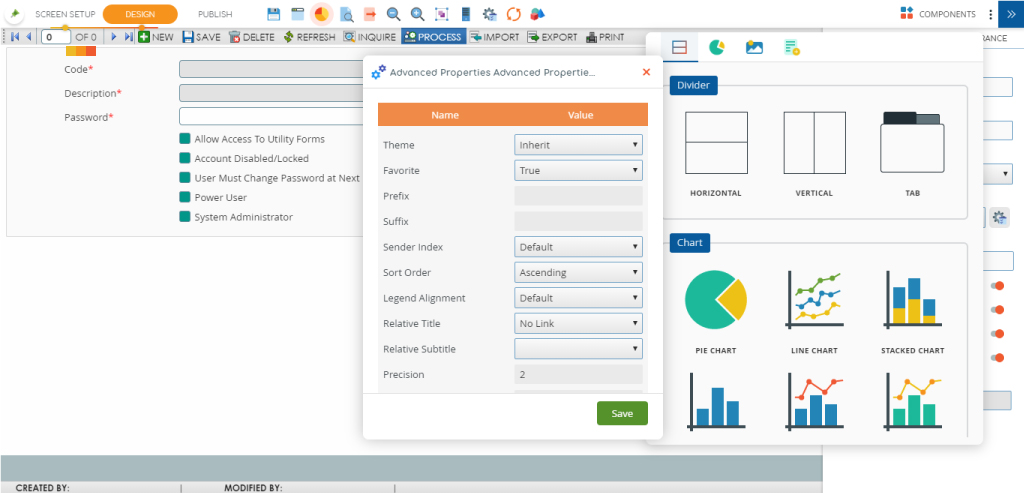 SCREEN SETUP DESIGN PUBLISH COMPONENTS
0 OF 0 NEW SAVE DELETE REFRESH INQUIRE PROCESS IMPORT EXPORT PRINT
Code*
Description*
Password*
Allow Access To Utility Forms
Account Disabled/Locked
User Must Change Password at Next
Power User
System Administrator
Advanced Properties Advanced Propertie...
Name Value
Theme Inherit
Favorite True
Prefix
Suffix
Sender Index Default
Sort Order Ascending
Legend Alignment Default
Relative Title No Link
Relative Subtitle
Precision 2
Save
Divider
HORIZONTAL VERTICAL TAB
Chart
PIE CHART LINE CHART STACKED CHART
CREATED BY: MODIFIED BY: